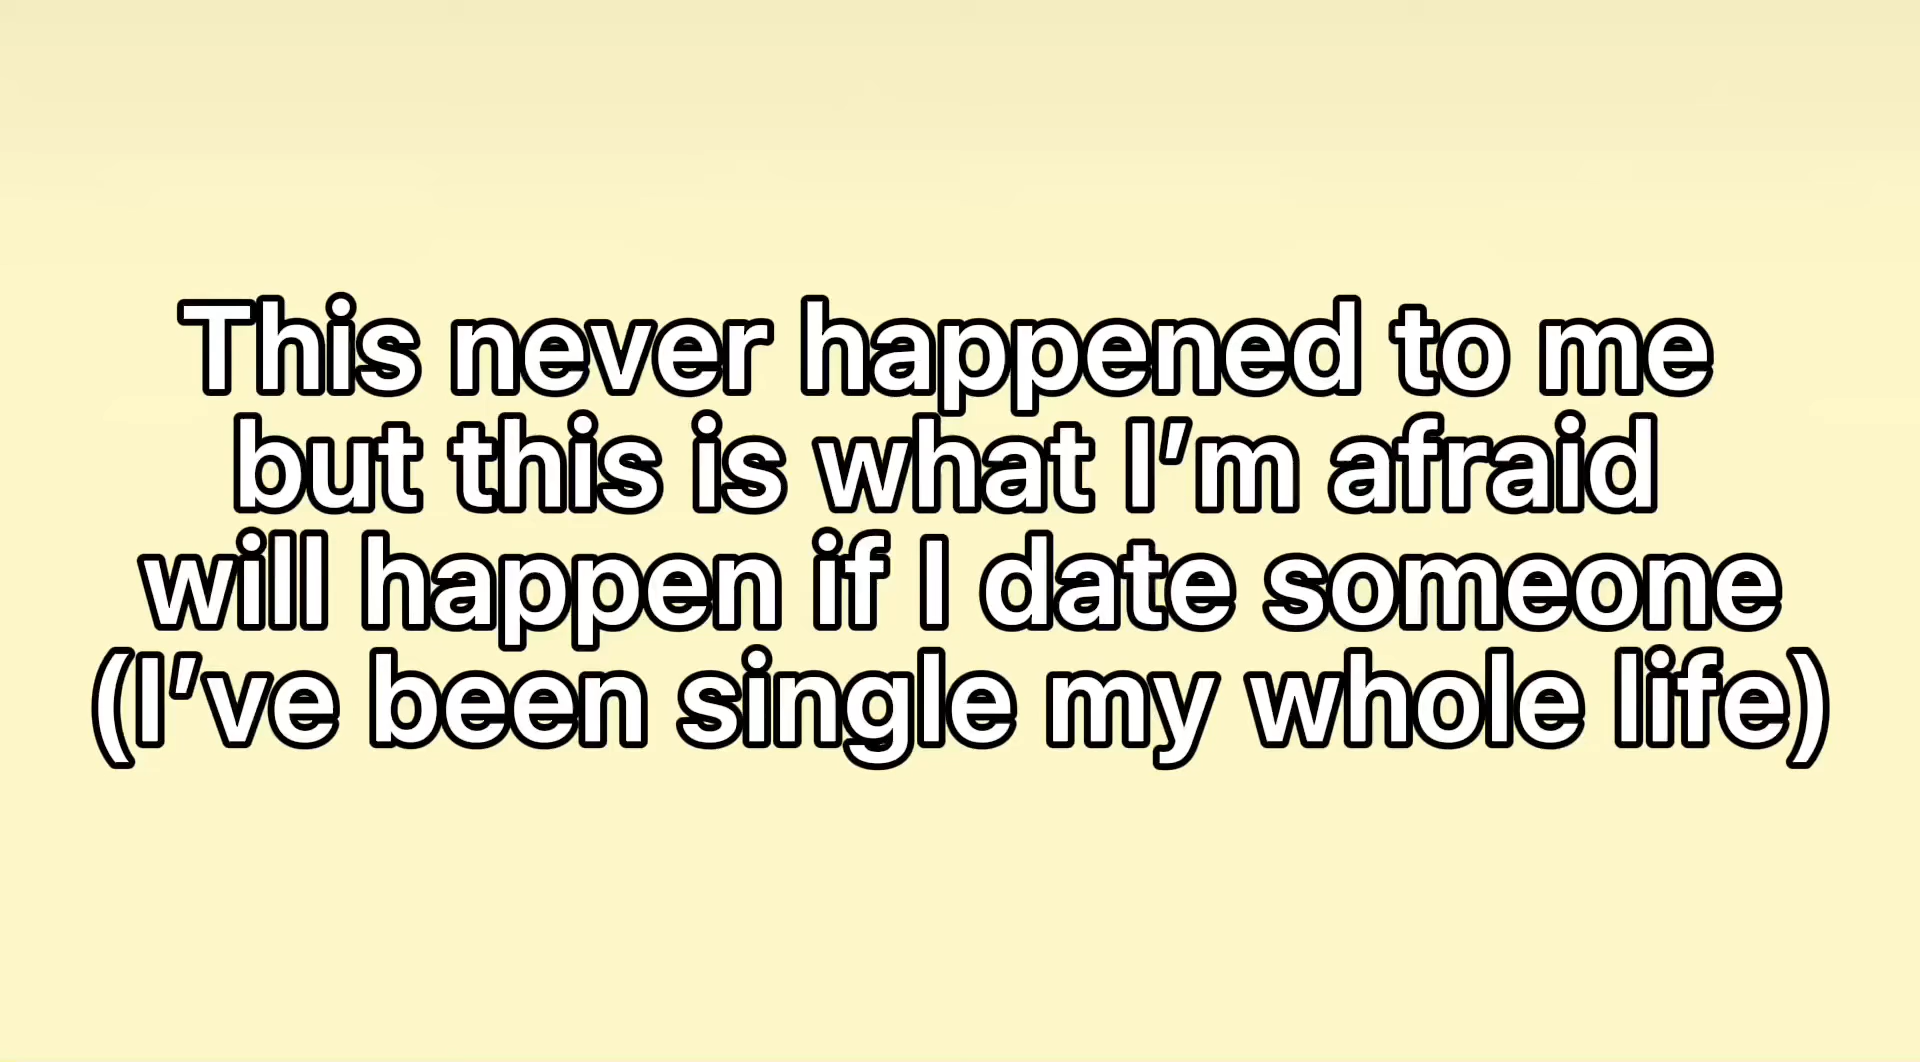 This never happened to me
but this is what I’m afraid
will happen if I date someone
(I’ve been single my whole life)